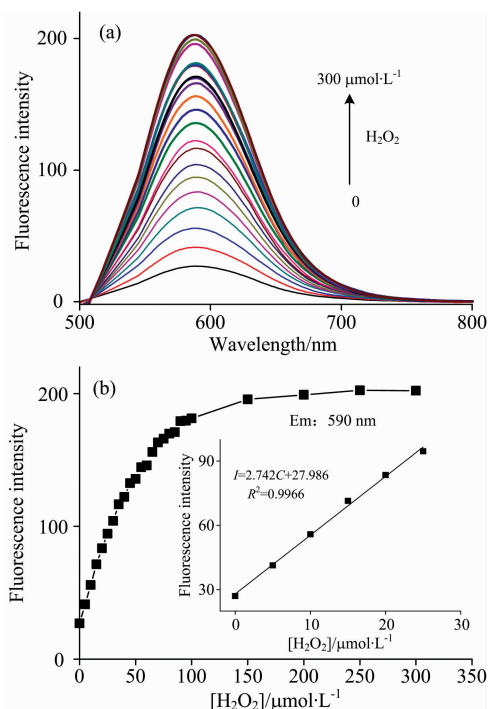 (a)
200
100
0
Fluorescence intensity
300 μmol·L⁻¹
H₂O₂
0
500 600 700 800
Wavelength/nm
(b)
200
100
0
Fluorescence intensity
Em：590 nm
90
60
30
Fluorescence intensity
I=2.742C+27.986
R²=0.9966
0 10 20 30
[H₂O₂]/μmol·L⁻¹
0 50 100 150 200 250 300 350
[H₂O₂]/μmol·L⁻¹